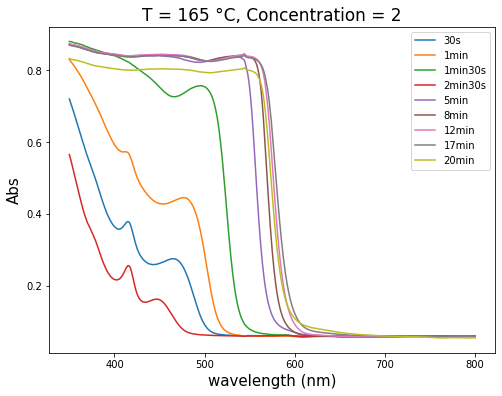 T = 165 °C, Concentration = 2
30s
1min
1min30s
2min30s
5min
8min
12min
17min
20min
Abs
0.8
0.6
0.4
0.2
400 500 600 700 800
wavelength (nm)